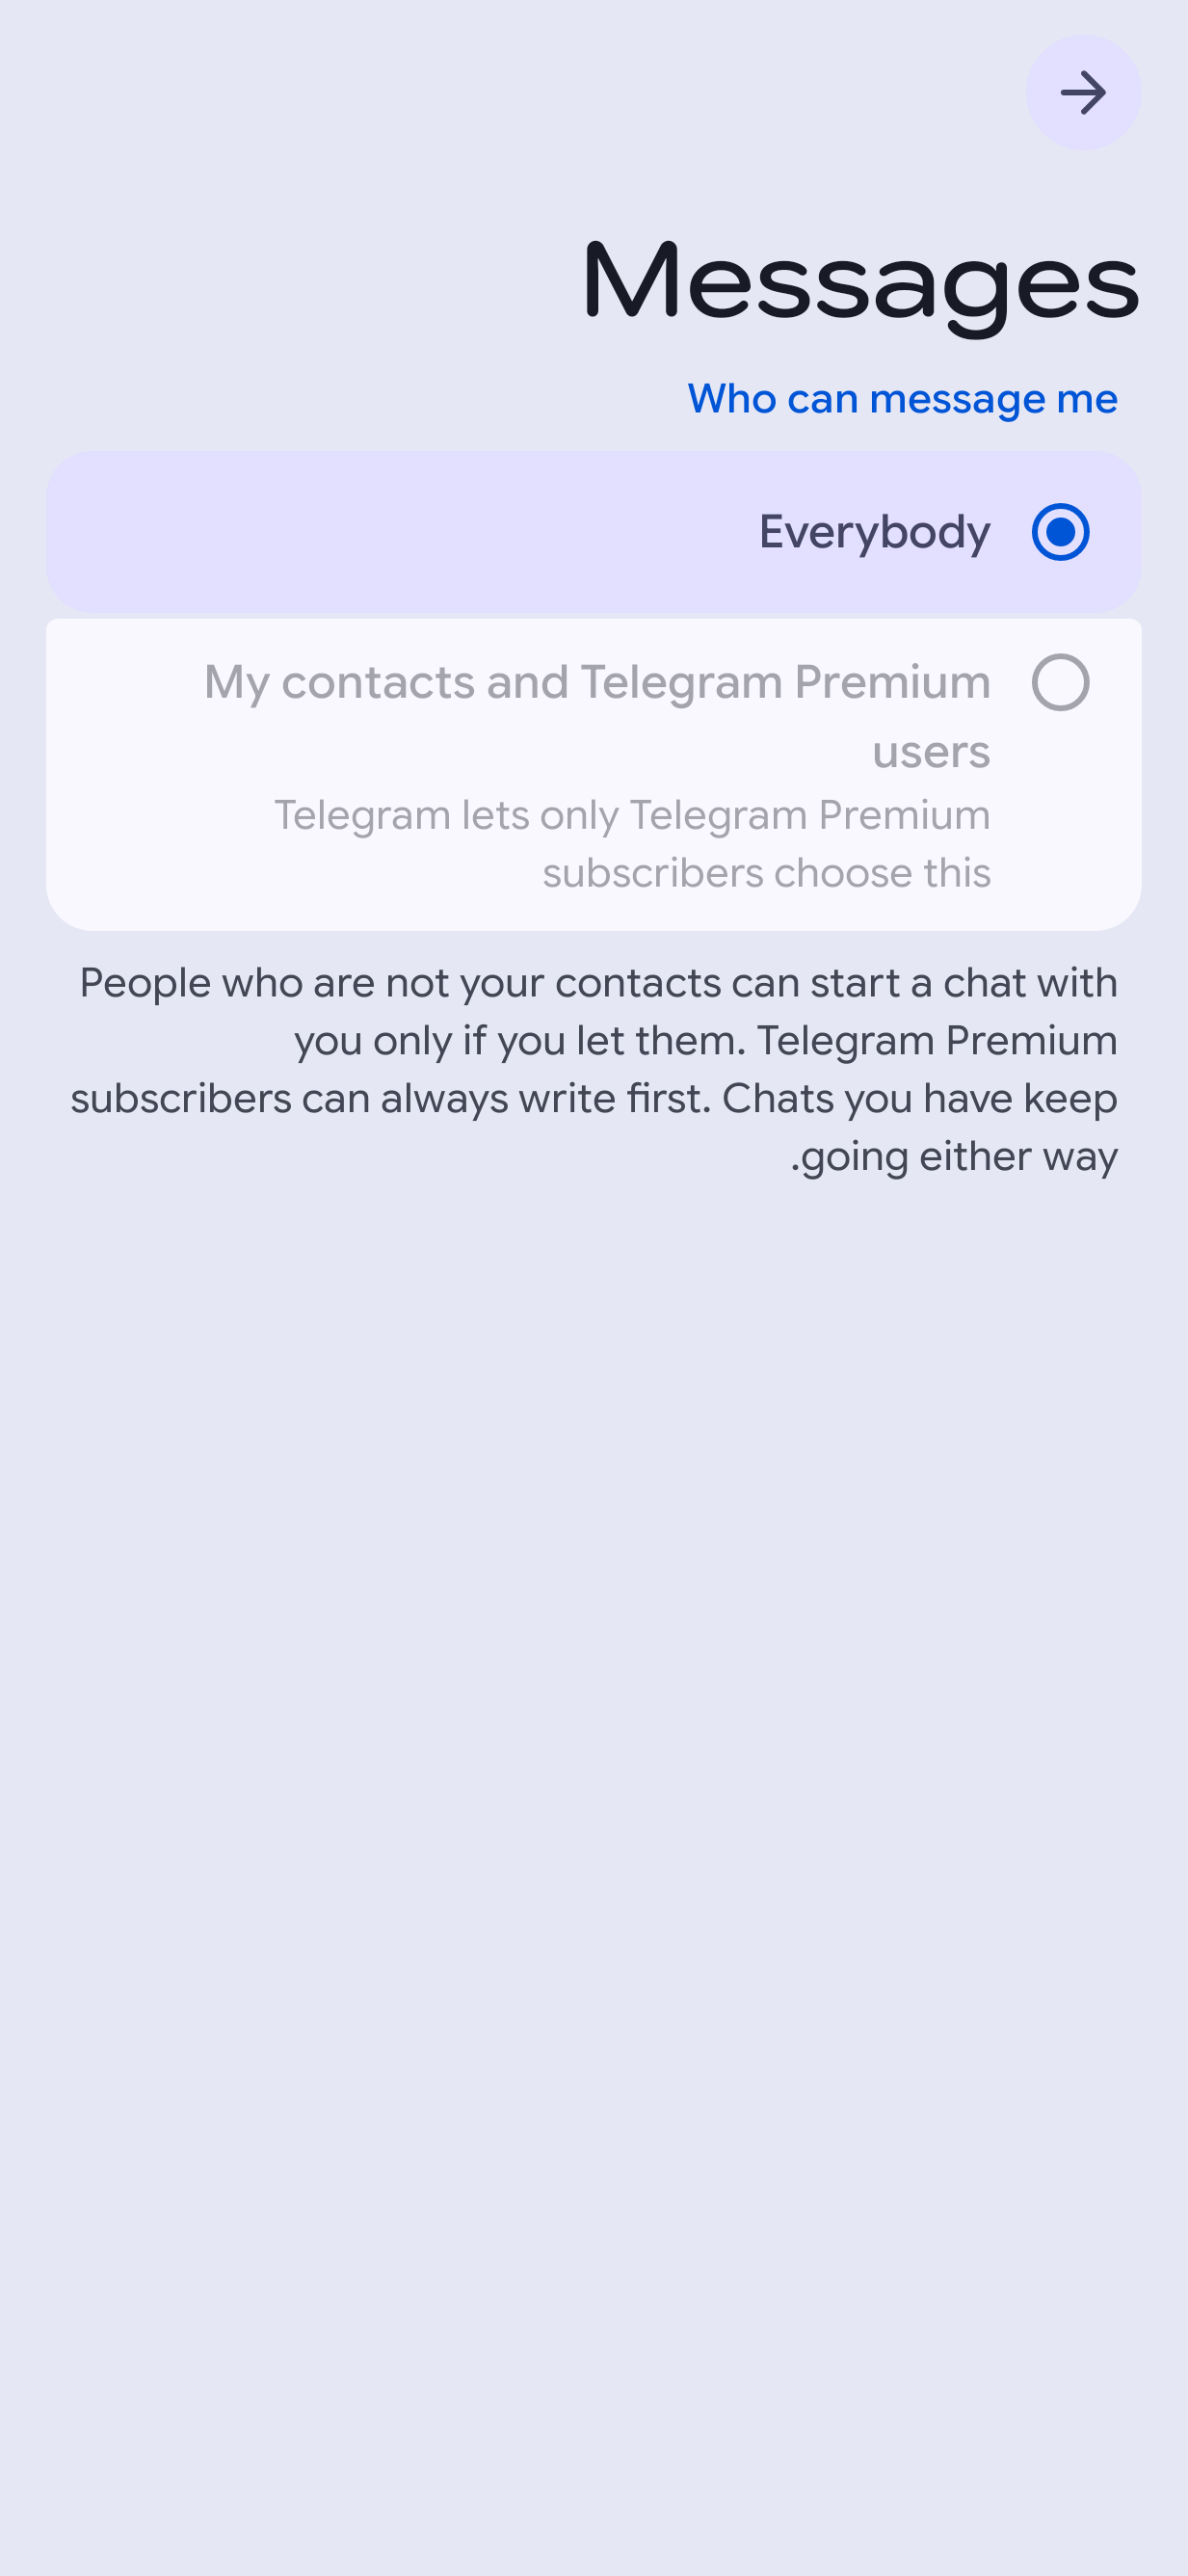 Messages
Who can message me
Everybody
My contacts and Telegram Premium
users
Telegram lets only Telegram Premium
subscribers choose this
People who are not your contacts can start a chat with
you only if you let them. Telegram Premium
subscribers can always write first. Chats you have keep
.going either way